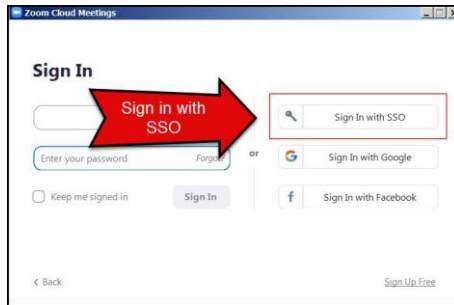 Zoom Cloud Meetings
Sign In
Sign in with
SSO
Sign In with SSO
Enter your password
Forgot?
or
Sign In with Google
Keep me signed in
Sign In
Sign In with Facebook
< Back
Sign Up Free